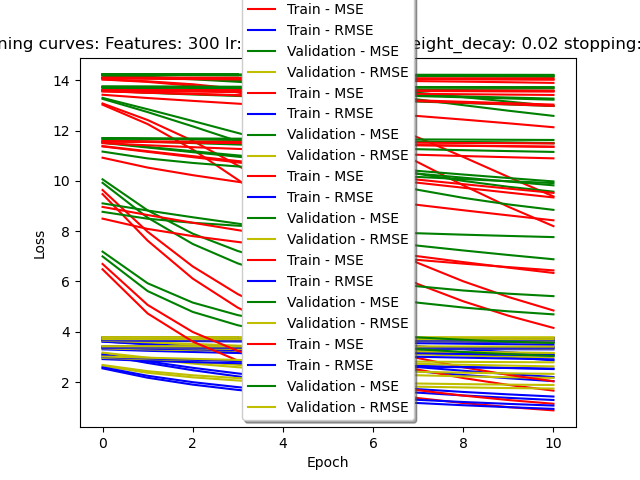 ning curves: Features: 300 lr: eight_decay: 0.02 stopping:
Train - MSE
Train - RMSE
Validation - MSE
Validation - RMSE
Train - MSE
Train - RMSE
Validation - MSE
Validation - RMSE
Train - MSE
Train - RMSE
Validation - MSE
Validation - RMSE
Train - MSE
Train - RMSE
Validation - MSE
Validation - RMSE
Train - MSE
Train - RMSE
Validation - MSE
Validation - RMSE
Loss
14
12
10
8
6
4
2
0 2 4 6 8 10
Epoch